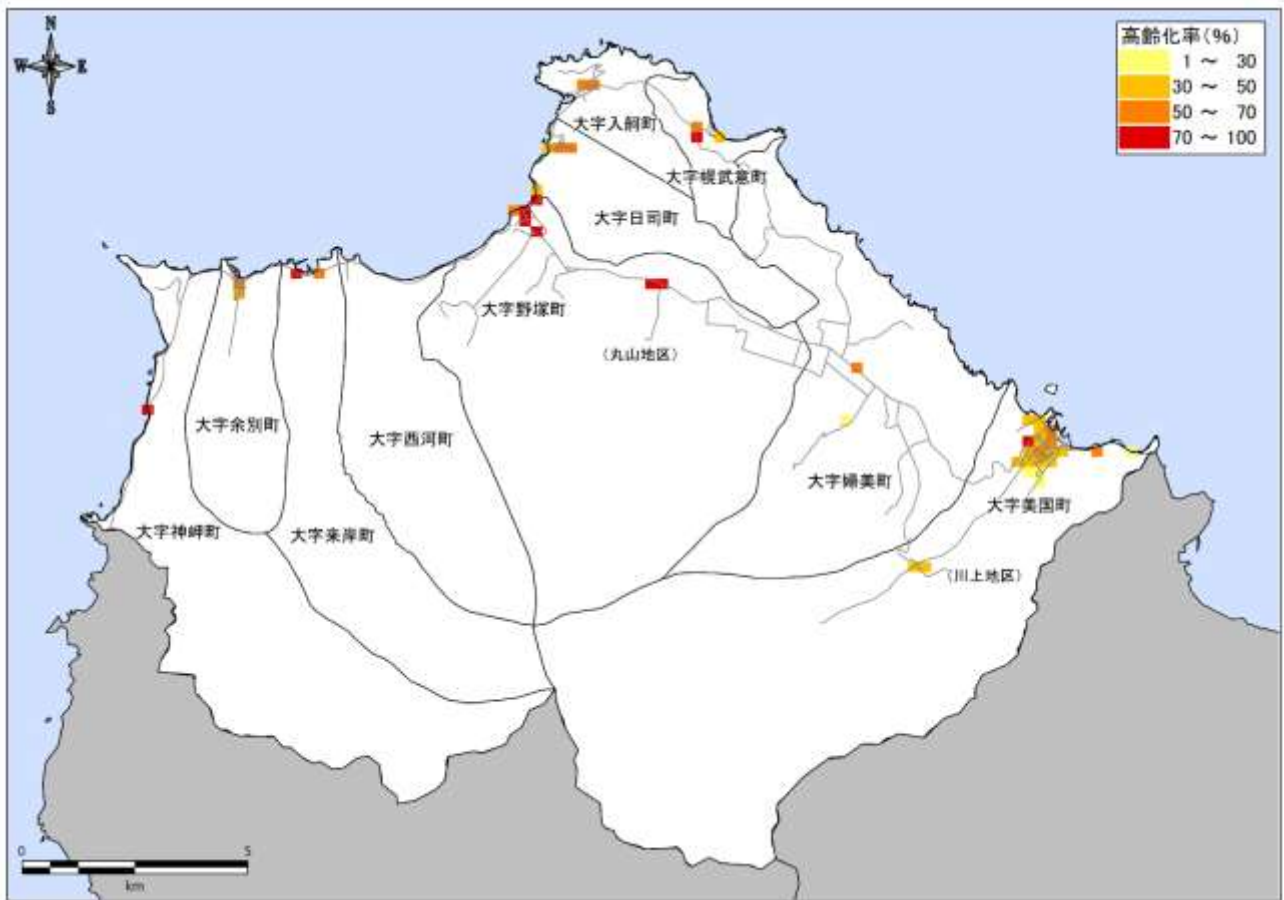 N
W E
S
高齢化率(%)
1 ～ 30
30 ～ 50
50 ～ 70
70 ～ 100
大字入舸町
大字幌武意町
大字日司町
大字野塚町
(丸山地区)
大字余別町
大字西河町
大字婦美町
大字美国町
大字神岬町
大字来岸町
(川上地区)
0 5
km